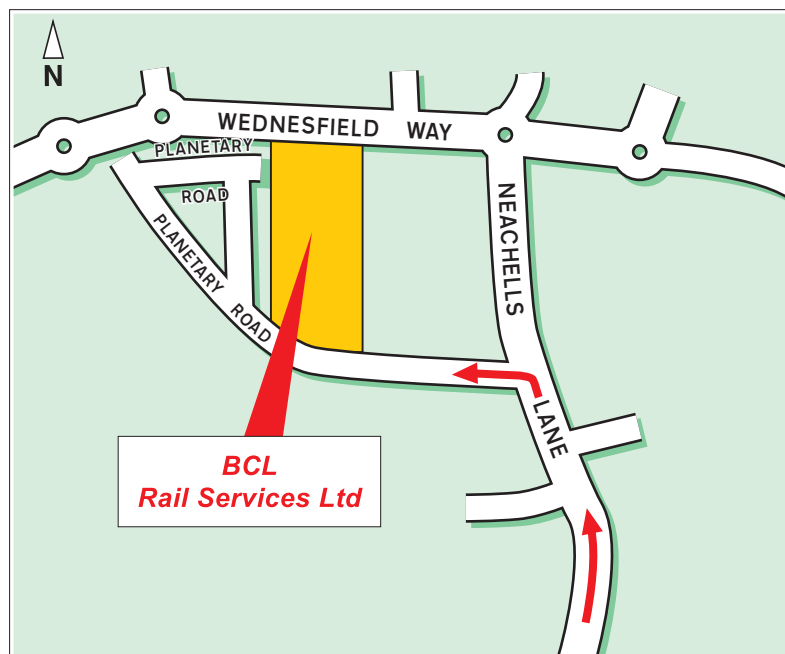 N
WEDNESFIELD WAY
PLANETARY
ROAD
PLANETARY ROAD
NEACHELLS
LANE
BCL
Rail Services Ltd